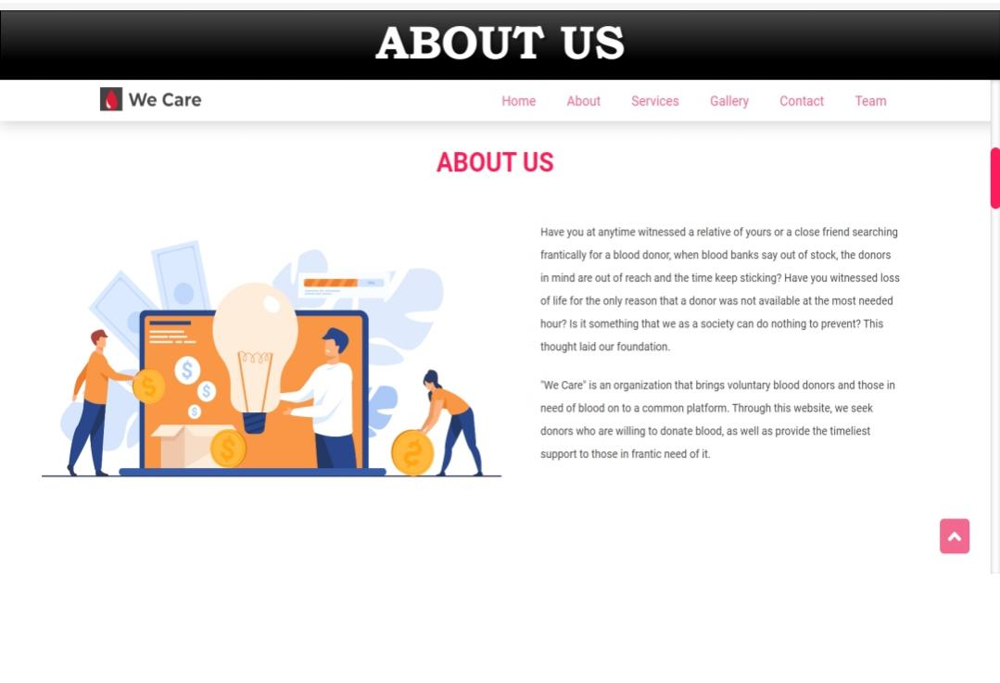 ABOUT US
We Care
Home About Services Gallery Contact Team
ABOUT US
Have you at anytime witnessed a relative of yours or a close friend searching
frantically for a blood donor, when blood banks say out of stock, the donors
in mind are out of reach and the time keep sticking? Have you witnessed loss
of life for the only reason that a donor was not available at the most needed
hour? Is it something that we as a society can do nothing to prevent? This
thought laid our foundation.
"We Care" is an organization that brings voluntary blood donors and those in
need of blood on to a common platform. Through this website, we seek
donors who are willing to donate blood, as well as provide the timeliest
support to those in frantic need of it.
$
$
$
$
$
$